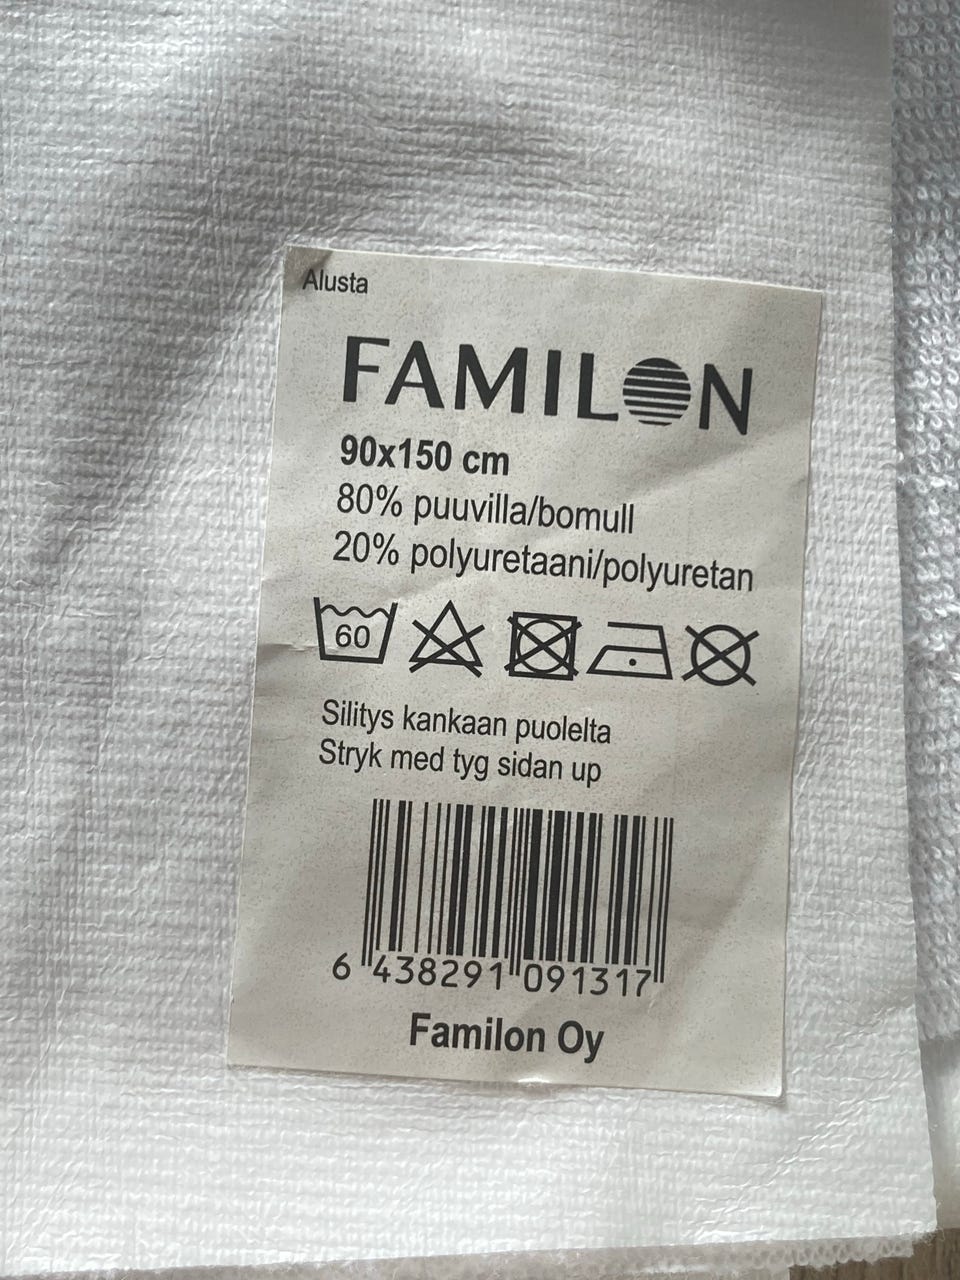 Alusta
FAMILON
90x150 cm
80% puuvilla/bomull
20% polyuretaani/polyuretan
60
Silitys kankaan puolelta
Stryk med tyg sidan up
6 438291 091317
Familon Oy